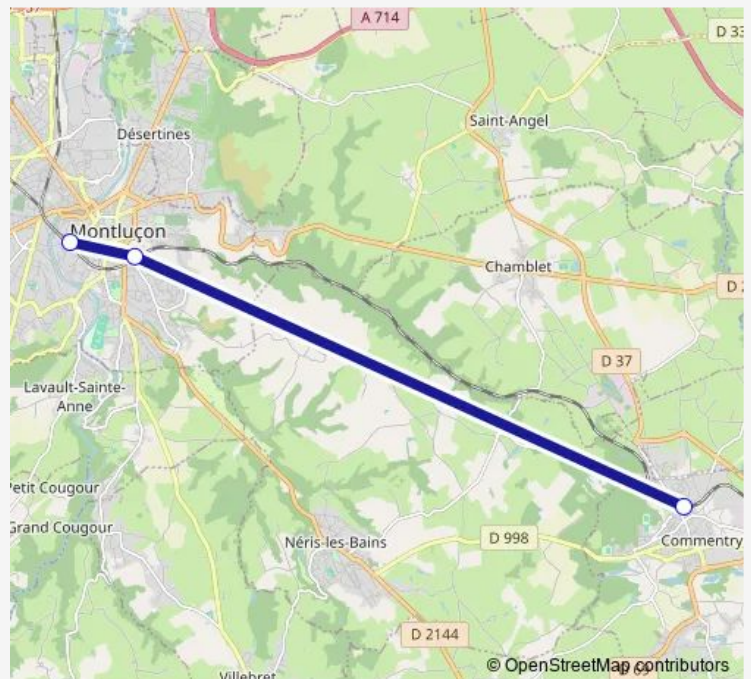 A 714
D 33
Désertines
Saint-Angel
Montluçon
Chamblet
D 2
D 37
Lavault-Sainte-
Anne
Petit Cougour
Grand Cougour
Néris-les-Bains
D 998
Commentry
D 2144
Villebret
D 69
© OpenStreetMap contributors